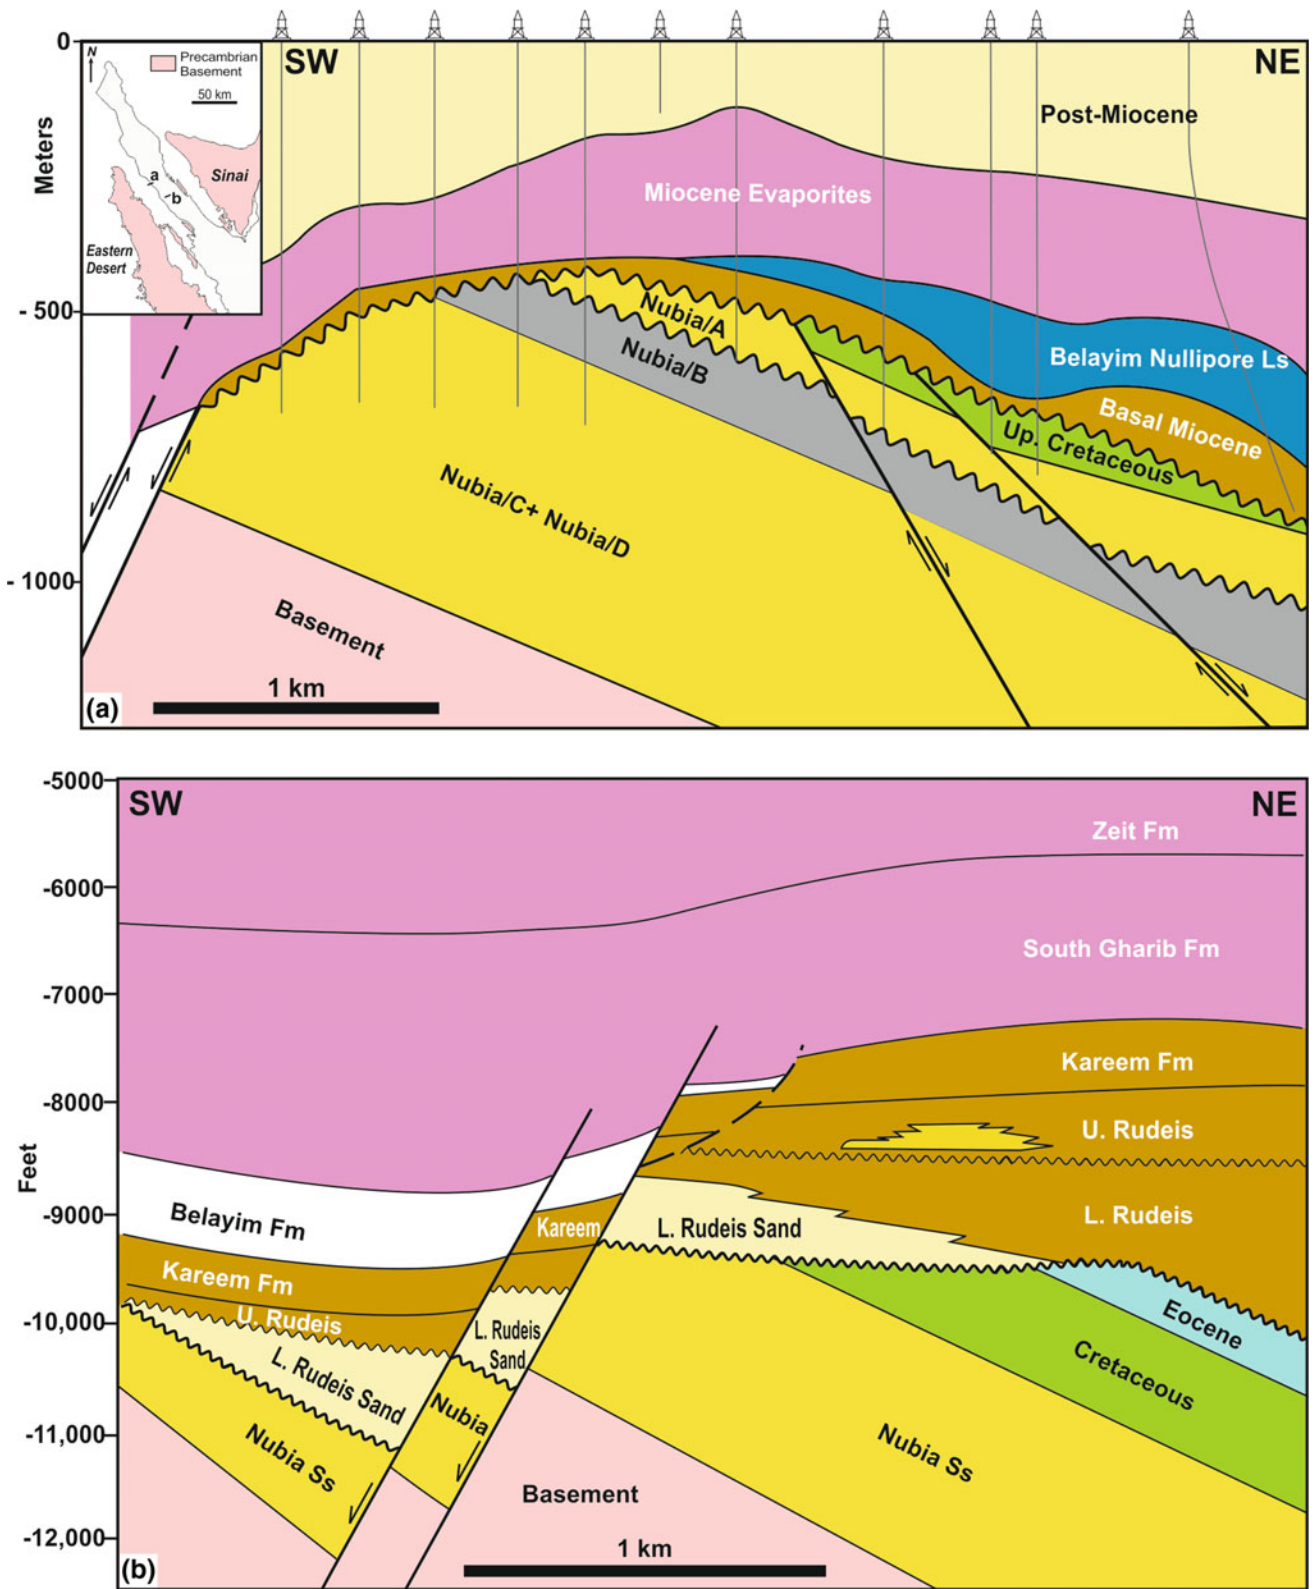 0
Meters
- 500
- 1000
N
Precambrian
Basement
50 km
Sinai
a
b
Eastern
Desert
SW
NE
Post-Miocene
Miocene Evaporites
Belayim Nullipore Ls
Basal Miocene
Up. Cretaceous
Nubia/A
Nubia/B
Nubia/C+ Nubia/D
Basement
1 km
(a)
-5000
-6000
-7000
-8000
-9000
-10,000
-11,000
-12,000
Feet
SW
NE
Zeit Fm
South Gharib Fm
Kareem Fm
U. Rudeis
L. Rudeis
L. Rudeis Sand
Belayim Fm
Kareem
Kareem Fm
U. Rudeis
L. Rudeis Sand
L. Rudeis
Sand
Nubia
Nubia Ss
Eocene
Cretaceous
Nubia Ss
Basement
1 km
(b)